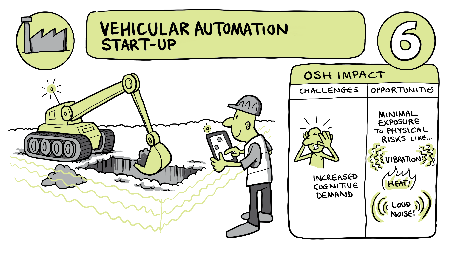 VEHICULAR AUTOMATION
START-UP
6
OSH IMPACT
CHALLENGES
OPPORTUNITIES
INCREASED
COGNITIVE
DEMAND
MINIMAL
EXPOSURE
TO PHYSICAL
RISKS LIKE...
VIBRATION
HEAT!
LOUD
NOISE!